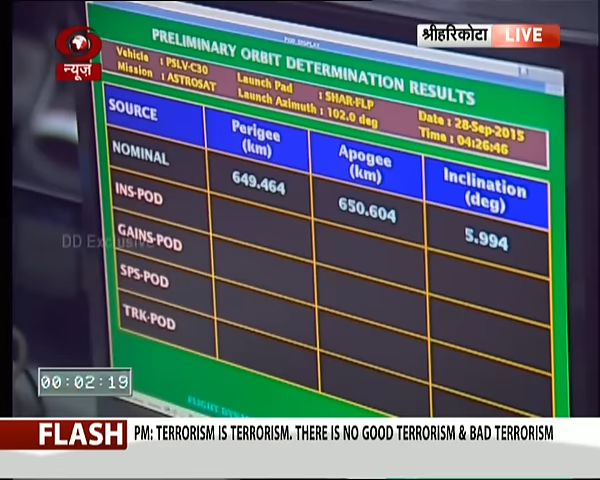 न्यूज़
श्रीहरिकोटा LIVE
POD DISPLAY
PRELIMINARY ORBIT DETERMINATION RESULTS
Vehicle : PSLV-C30
Mission : ASTROSAT
Launch Pad : SHAR-FLP
Launch Azimuth : 102.0 deg
Date : 28-Sep-2015
Time : 04:26:46
SOURCE Perigee (km) Apogee (km) Inclination (deg)
NOMINAL 649.464 650.604 5.994
INS-POD
GAINS-POD
SPS-POD
TRK-POD
DD Exclusive
00:02:19
FLIGHT
FLASH PM: TERRORISM IS TERRORISM. THERE IS NO GOOD TERRORISM & BAD TERRORISM